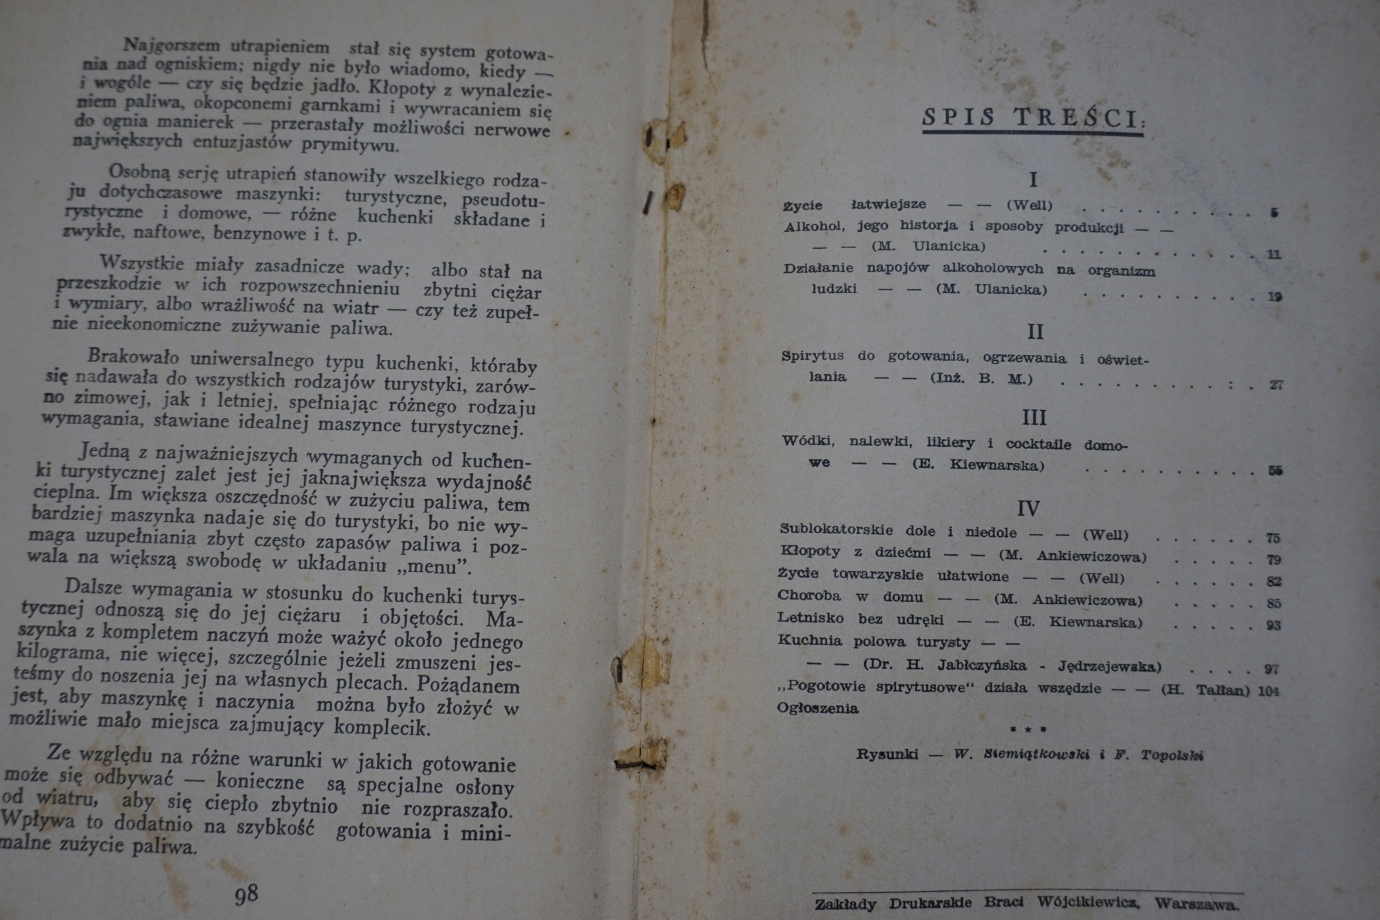 Najgorszem utrapieniem stał się system gotowa-
nia nad ogniskiem; nigdy nie było wiadomo, kiedy —
i wogóle — czy się będzie jadło. Kłopoty z wynalezie-
niem paliwa, okopconemi garnkami i wywracaniem się
do ognia manierek — przerastały możliwości nerwowe
największych entuzjastów prymitywu.
Osobną serję utrapień stanowiły wszelkiego rodza-
ju dotychczasowe maszynki: turystyczne, pseudotu-
rystyczne i domowe, — różne kuchenki składane i
zwykłe, naftowe, benzynowe i t. p.
Wszystkie miały zasadnicze wady; albo stał na
przeszkodzie w ich rozpowszechnieniu zbytni ciężar
i wymiary, albo wrażliwość na wiatr — czy też zupeł-
nie nieekonomiczne zużywanie paliwa.
Brakowało uniwersalnego typu kuchenki, któraby
się nadawała do wszystkich rodzajów turystyki, zarów-
no zimowej, jak i letniej, spełniając różnego rodzaju
wymagania, stawiane idealnej maszynce turystycznej.
Jedną z najważniejszych wymaganych od kuchen-
ki turystycznej zalet jest jej jaknajwiększa wydajność
cieplna. Im większa oszczędność w zużyciu paliwa, tem
bardziej maszynka nadaje się do turystyki, bo nie wy-
maga uzupełniania zbyt często zapasów paliwa i poz-
wala na większą swobodę w układaniu „menu”.
Dalsze wymagania w stosunku do kuchenki turys-
tycznej odnoszą się do jej ciężaru i objętości. Ma-
szynka z kompletem naczyń może ważyć około jednego
kilograma, nie więcej, szczególnie jeżeli zmuszeni jes-
teśmy do noszenia jej na własnych plecach. Pożądanem
jest, aby maszynkę i naczynia można było złożyć w
możliwie mało miejsca zajmujący komplecik.
Ze względu na różne warunki w jakich gotowanie
może się odbywać — konieczne są specjalne osłony
od wiatru, aby się ciepło zbytnio nie rozpraszało.
Wpływa to dodatnio na szybkość gotowania i mini-
malne zużycie paliwa.
98
SPIS TREŚCI:
I
Życie łatwiejsze — — (Well) . . . . . . . . . . 5
Alkohol, jego historja i sposoby produkcji — —
— — (M. Ulanicka) . . . . . . . . . . . 11
Działanie napojów alkoholowych na organizm
ludzki — — (M. Ulanicka) . . . . . . . . . . 19
II
Spirytus do gotowania, ogrzewania i oświet-
lania — — (Inż. B. M.) . . . . . . . . . . : . 27
III
Wódki, nalewki, likiery i cocktaile domo-
we — — (E. Kiewnarska) . . . . . . . . . . 55
IV
Sublokatorskie dole i niedole — — (Well) . . . . . . 75
Kłopoty z dziećmi — — (M. Ankiewiczowa) . . . . . 79
Życie towarzyskie ułatwione — — (Well) . . . . . . 82
Choroba w domu — — (M. Ankiewiczowa) . . . . . 85
Letnisko bez udręki — — (E. Kiewnarska) . . . . . 93
Kuchnia polowa turysty — —
— — (Dr. H. Jabłczyńska - Jędrzejewska) . . . . 97
„Pogotowie spirytusowe“ działa wszędzie — — (H. Tallan) 104
Ogłoszenia
* * *
Rysunki — W. Siemiątkowski i F. Topolski
Zakłady Drukarskie Braci Wójcikiewicz, Warszawa.